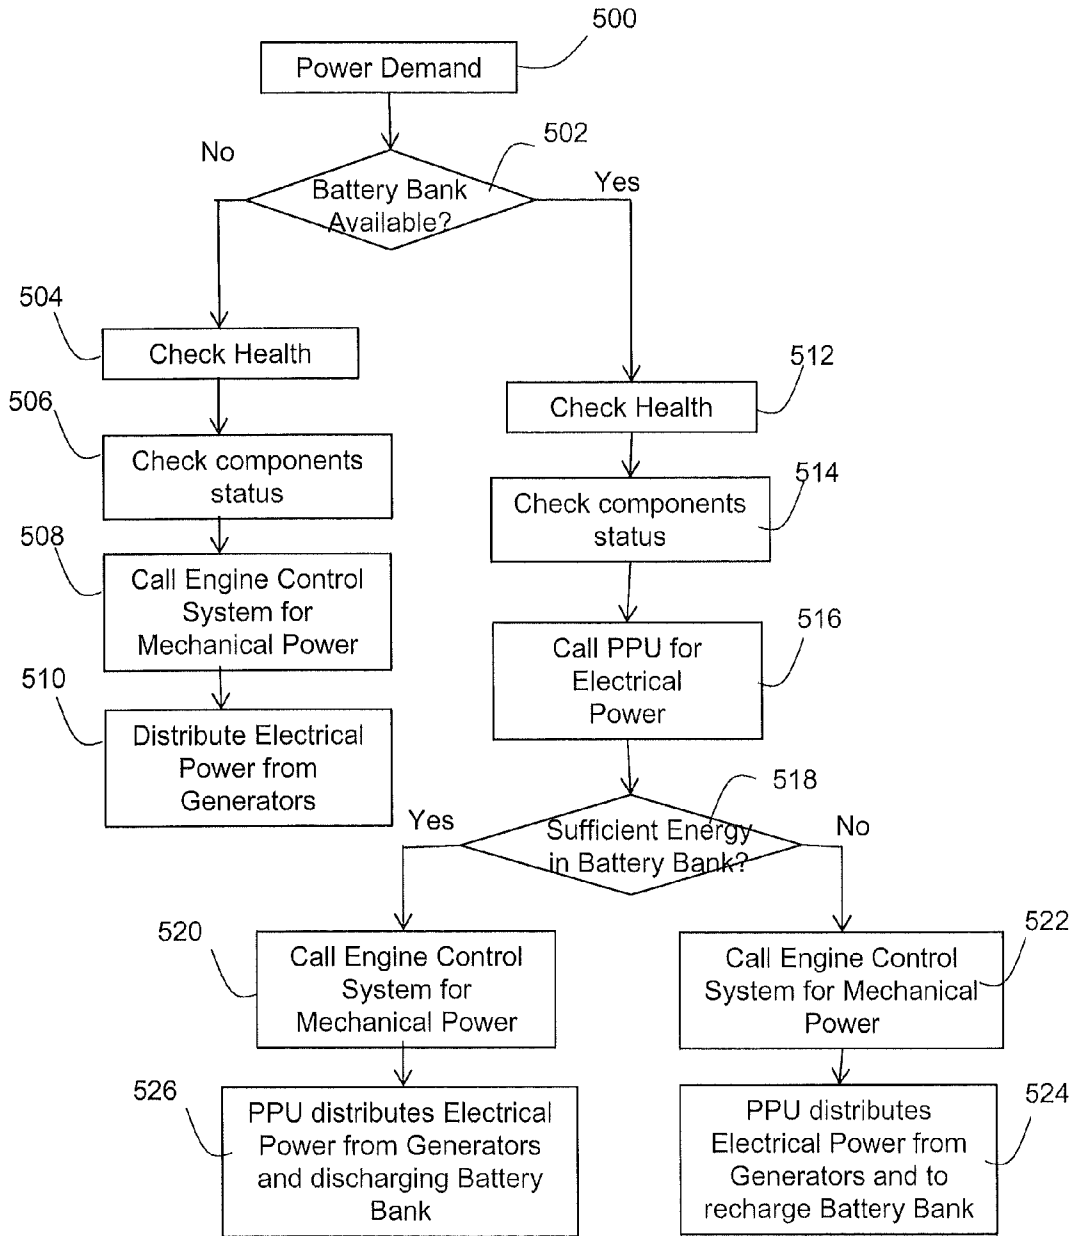 500
Power Demand
502
No
Yes
Battery Bank
Available?
504
Check Health
512
Check Health
506
Check components
status
514
Check components
status
508
Call Engine Control
System for
Mechanical Power
516
Call PPU for
Electrical
Power
510
Distribute Electrical
Power from
Generators
518
Yes
No
Sufficient Energy
in Battery Bank?
520
Call Engine Control
System for
Mechanical Power
522
Call Engine Control
System for Mechanical
Power
526
PPU distributes Electrical
Power from Generators
and discharging Battery
Bank
524
PPU distributes
Electrical Power from
Generators and to
recharge Battery Bank